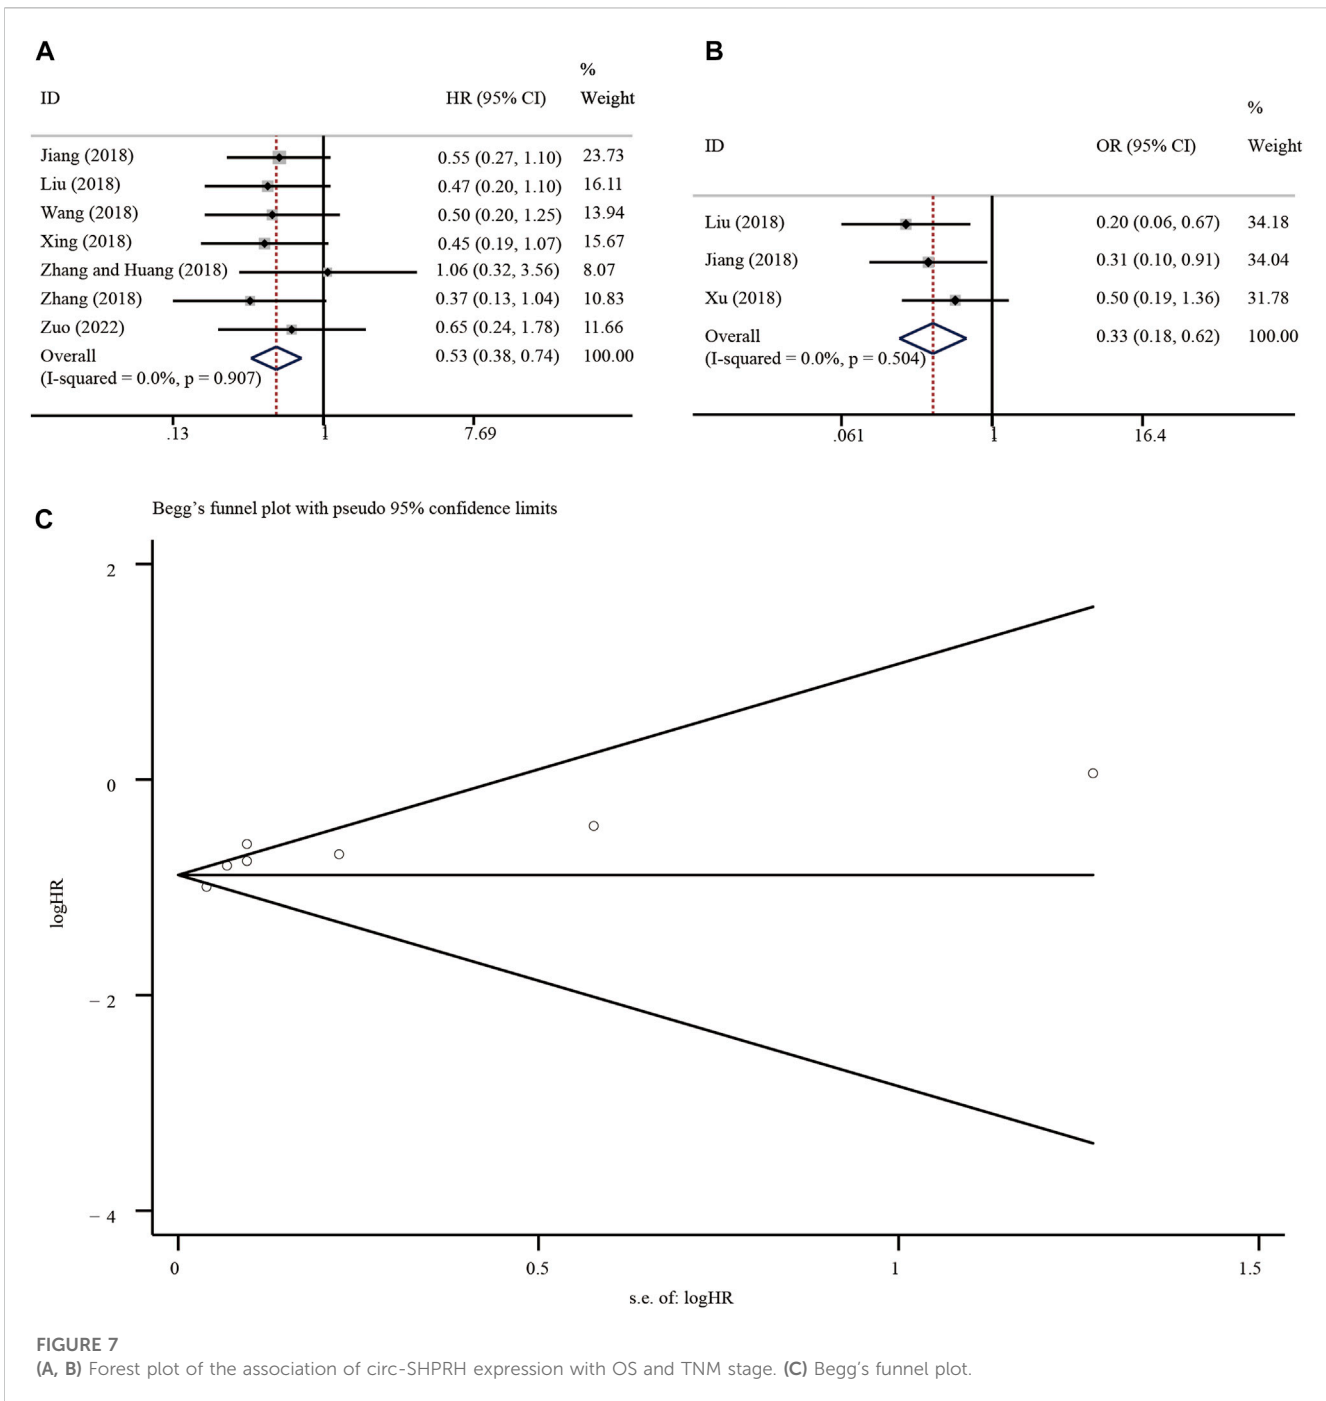 A
%
ID HR (95% CI) Weight
Jiang (2018) 0.55 (0.27, 1.10) 23.73
Liu (2018) 0.47 (0.20, 1.10) 16.11
Wang (2018) 0.50 (0.20, 1.25) 13.94
Xing (2018) 0.45 (0.19, 1.07) 15.67
Zhang and Huang (2018) 1.06 (0.32, 3.56) 8.07
Zhang (2018) 0.37 (0.13, 1.04) 10.83
Zuo (2022) 0.65 (0.24, 1.78) 11.66
Overall 0.53 (0.38, 0.74) 100.00
(I-squared = 0.0%, p = 0.907)
.13 1 7.69
B
%
ID OR (95% CI) Weight
Liu (2018) 0.20 (0.06, 0.67) 34.18
Jiang (2018) 0.31 (0.10, 0.91) 34.04
Xu (2018) 0.50 (0.19, 1.36) 31.78
Overall 0.33 (0.18, 0.62) 100.00
(I-squared = 0.0%, p = 0.504)
.061 1 16.4
C
Begg's funnel plot with pseudo 95% confidence limits
2
0
logHR
− 2
− 4
0 0.5 1 1.5
s.e. of: logHR
FIGURE 7
(A, B) Forest plot of the association of circ-SHPRH expression with OS and TNM stage. (C) Begg's funnel plot.